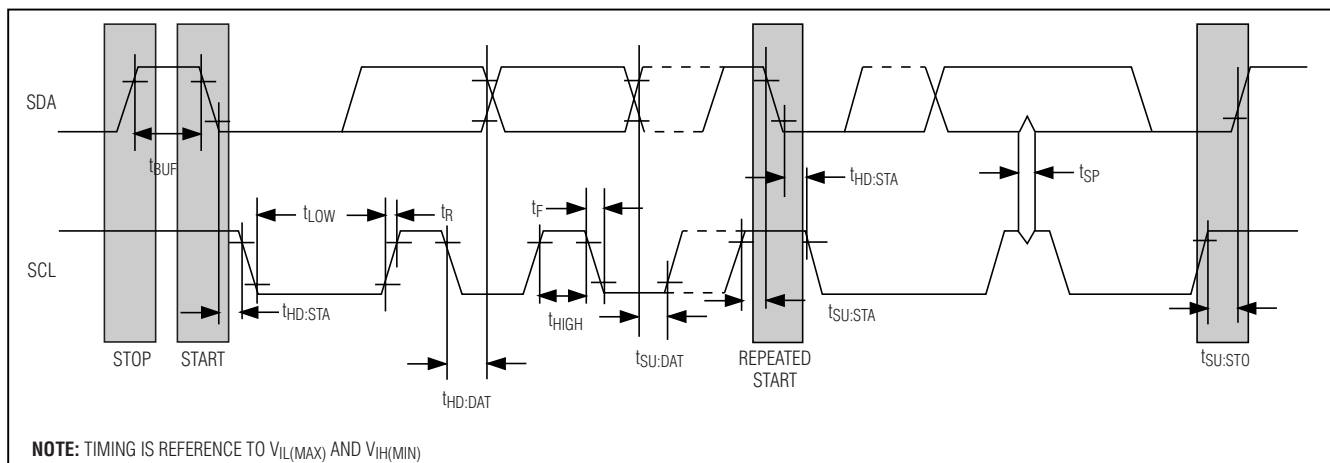 SDA
tBUF
tHD:STA
tSP
tLOW
tR
tF
SCL
tHD:STA
tHIGH
tSU:STA
STOP
START
tSU:DAT
REPEATED
START
tSU:STO
tHD:DAT
NOTE: TIMING IS REFERENCE TO VIL(MAX) AND VIH(MIN)